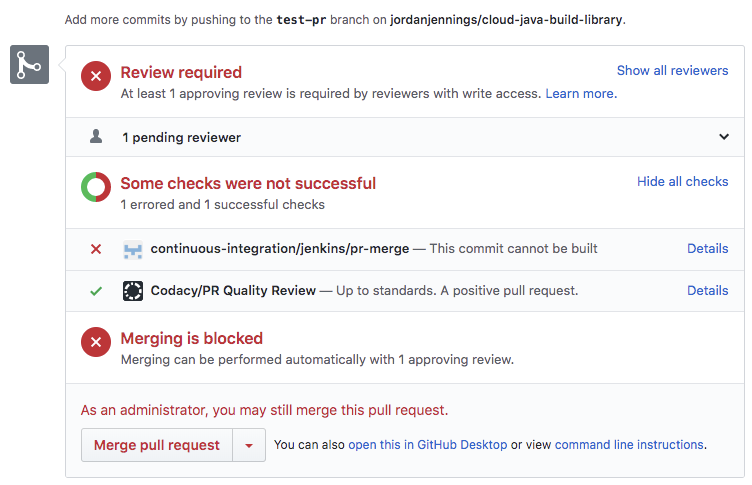 Add more commits by pushing to the test-pr branch on jordanjennings/cloud-java-build-library.
Review required
Show all reviewers
At least 1 approving review is required by reviewers with write access. Learn more.
1 pending reviewer
Some checks were not successful
Hide all checks
1 errored and 1 successful checks
continuous-integration/jenkins/pr-merge — This commit cannot be built
Details
Codacy/PR Quality Review — Up to standards. A positive pull request.
Details
Merging is blocked
Merging can be performed automatically with 1 approving review.
As an administrator, you may still merge this pull request.
Merge pull request
You can also open this in GitHub Desktop or view command line instructions.